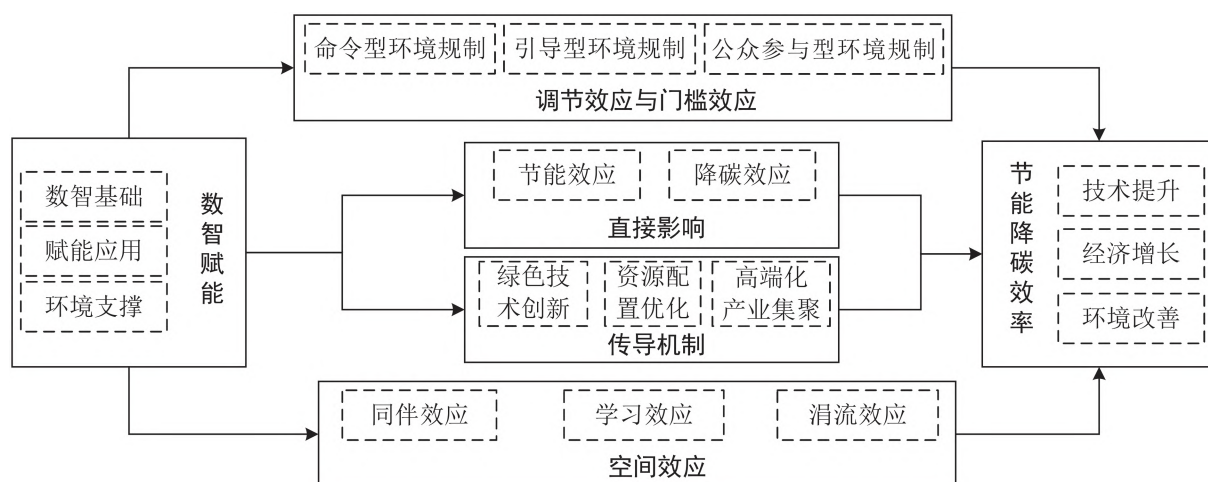 命令型环境规制
引导型环境规制
公众参与型环境规制
调节效应与门槛效应
数智基础
赋能应用
环境支撑
数智赋能
节能效应
降碳效应
直接影响
绿色技
术创新
资源配
置优化
高端化
产业集聚
传导机制
同伴效应
学习效应
涓流效应
空间效应
节能降碳效率
技术提升
经济增长
环境改善